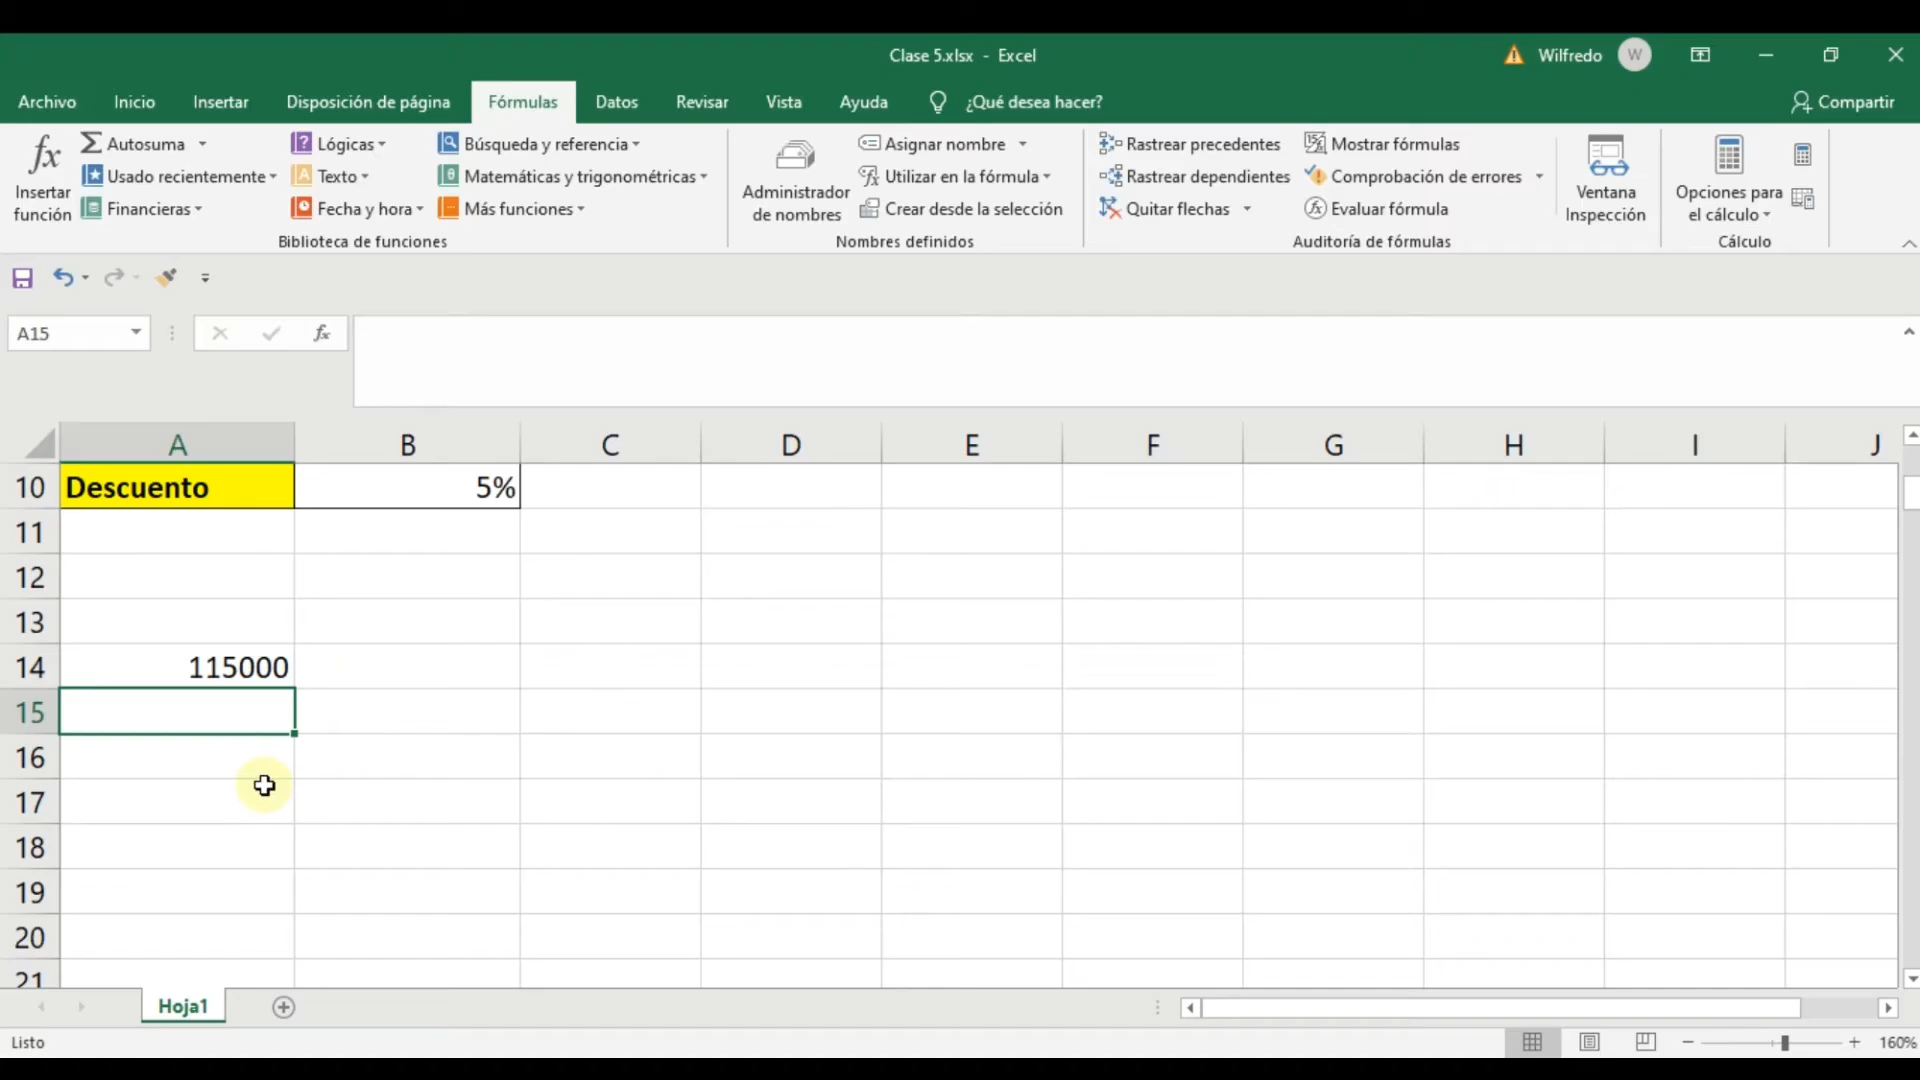 Clase 5.xlsx - Excel
Wilfredo
W
Archivo Inicio Insertar Disposición de página Fórmulas Datos Revisar Vista Ayuda ¿Qué desea hacer? Compartir
fx
Insertar función
Autosuma
Usado recientemente
Financieras
Lógicas
Texto
Fecha y hora
Búsqueda y referencia
Matemáticas y trigonométricas
Más funciones
Biblioteca de funciones
Administrador de nombres
Asignar nombre
Utilizar en la fórmula
Crear desde la selección
Nombres definidos
Rastrear precedentes
Rastrear dependientes
Quitar flechas
Mostrar fórmulas
Comprobación de errores
Evaluar fórmula
Auditoría de fórmulas
Ventana Inspección
Opciones para el cálculo
Cálculo
A15
fx
A B C D E F G H I J
10 Descuento 5%
11
12
13
14 115000
15
16
17
18
19
20
21
Hoja1
Listo
160%